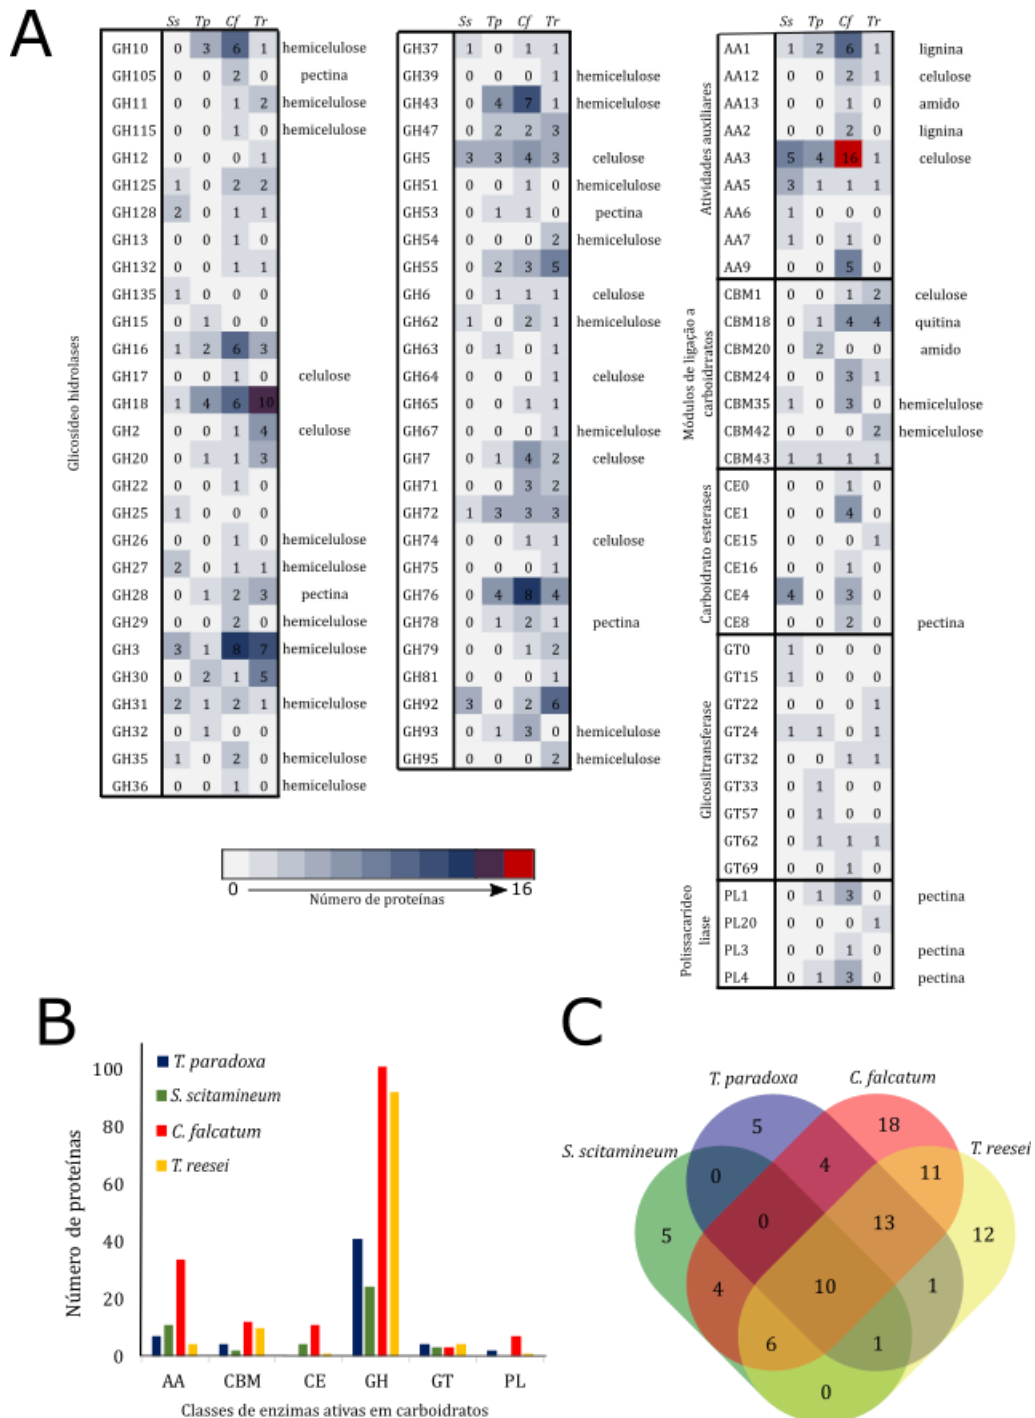 A
Ss Tp Cf Tr
Glicosídeo hidrolases
GH10 0 3 6 1 hemicelulose
GH105 0 0 2 0 pectina
GH11 0 0 1 2 hemicelulose
GH115 0 0 1 0 hemicelulose
GH12 0 0 0 1
GH125 1 0 2 2
GH128 2 0 1 1
GH13 0 0 1 0
GH132 0 0 1 1
GH135 1 0 0 0
GH15 0 1 0 0
GH16 1 2 6 3
GH17 0 0 1 0 celulose
GH18 1 4 6 10
GH2 0 0 1 4 celulose
GH20 0 1 1 3
GH22 0 0 1 0
GH25 1 0 0 0
GH26 0 0 1 0 hemicelulose
GH27 2 0 1 1 hemicelulose
GH28 0 1 2 3 pectina
GH29 0 0 2 0 hemicelulose
GH3 3 1 8 7 hemicelulose
GH30 0 2 1 5
GH31 2 1 2 1 hemicelulose
GH32 0 1 0 0
GH35 1 0 2 0 hemicelulose
GH36 0 0 1 0 hemicelulose
Ss Tp Cf Tr
GH37 1 0 1 1
GH39 0 0 0 1 hemicelulose
GH43 0 4 7 1 hemicelulose
GH47 0 2 2 3
GH5 3 3 4 3 celulose
GH51 0 0 1 0 hemicelulose
GH53 0 1 1 0 pectina
GH54 0 0 0 2 hemicelulose
GH55 0 2 3 5
GH6 0 1 1 1 celulose
GH62 1 0 2 1 hemicelulose
GH63 0 1 0 1
GH64 0 0 0 1 celulose
GH65 0 0 1 1
GH67 0 0 0 1 hemicelulose
GH7 0 1 4 2 celulose
GH71 0 0 3 2
GH72 1 3 3 3
GH74 0 0 1 1 celulose
GH75 0 0 0 1
GH76 0 4 8 4
GH78 0 1 2 1 pectina
GH79 0 0 1 2
GH81 0 0 0 1
GH92 3 0 2 6
GH93 0 1 3 0 hemicelulose
GH95 0 0 0 2 hemicelulose
Ss Tp Cf Tr
Atividades auxiliares
AA1 1 2 6 1 lignina
AA12 0 0 2 1 celulose
AA13 0 0 1 0 amido
AA2 0 0 2 0 lignina
AA3 5 4 16 1 celulose
AA5 3 1 1 1
AA6 1 0 0 0
AA7 1 0 1 0
AA9 0 0 5 0
Módulos de ligação a
carboidrratos
CBM1 0 0 1 2 celulose
CBM18 0 1 4 4 quitina
CBM20 0 2 0 0 amido
CBM24 0 0 3 1
CBM35 1 0 3 0 hemicelulose
CBM42 0 0 0 2 hemicelulose
CBM43 1 1 1 1
Carboidrato esterases
CE0 0 0 1 0
CE1 0 0 4 0
CE15 0 0 0 1
CE16 0 0 1 0
CE4 4 0 3 0
CE8 0 0 2 0 pectina
Glicosiltransferase
GT0 1 0 0 0
GT15 1 0 0 0
GT22 0 0 0 1
GT24 1 1 0 1
GT32 0 0 1 1
GT33 0 1 0 0
GT57 0 1 0 0
GT62 0 1 1 1
GT69 0 0 1 0
Polissacarídeo
liase
PL1 0 1 3 0 pectina
PL20 0 0 0 1
PL3 0 0 1 0 pectina
PL4 0 1 3 0 pectina
0 16
Número de proteínas
B
Número de proteínas
100
80
60
40
20
0
T. paradoxa
S. scitamineum
C. falcatum
T. reesei
AA CBM CE GH GT PL
Classes de enzimas ativas em carboidratos
C
T. paradoxa C. falcatum
S. scitamineum T. reesei
5 18
0 4 11
5 0 13 12
4 10 1
6 1
0